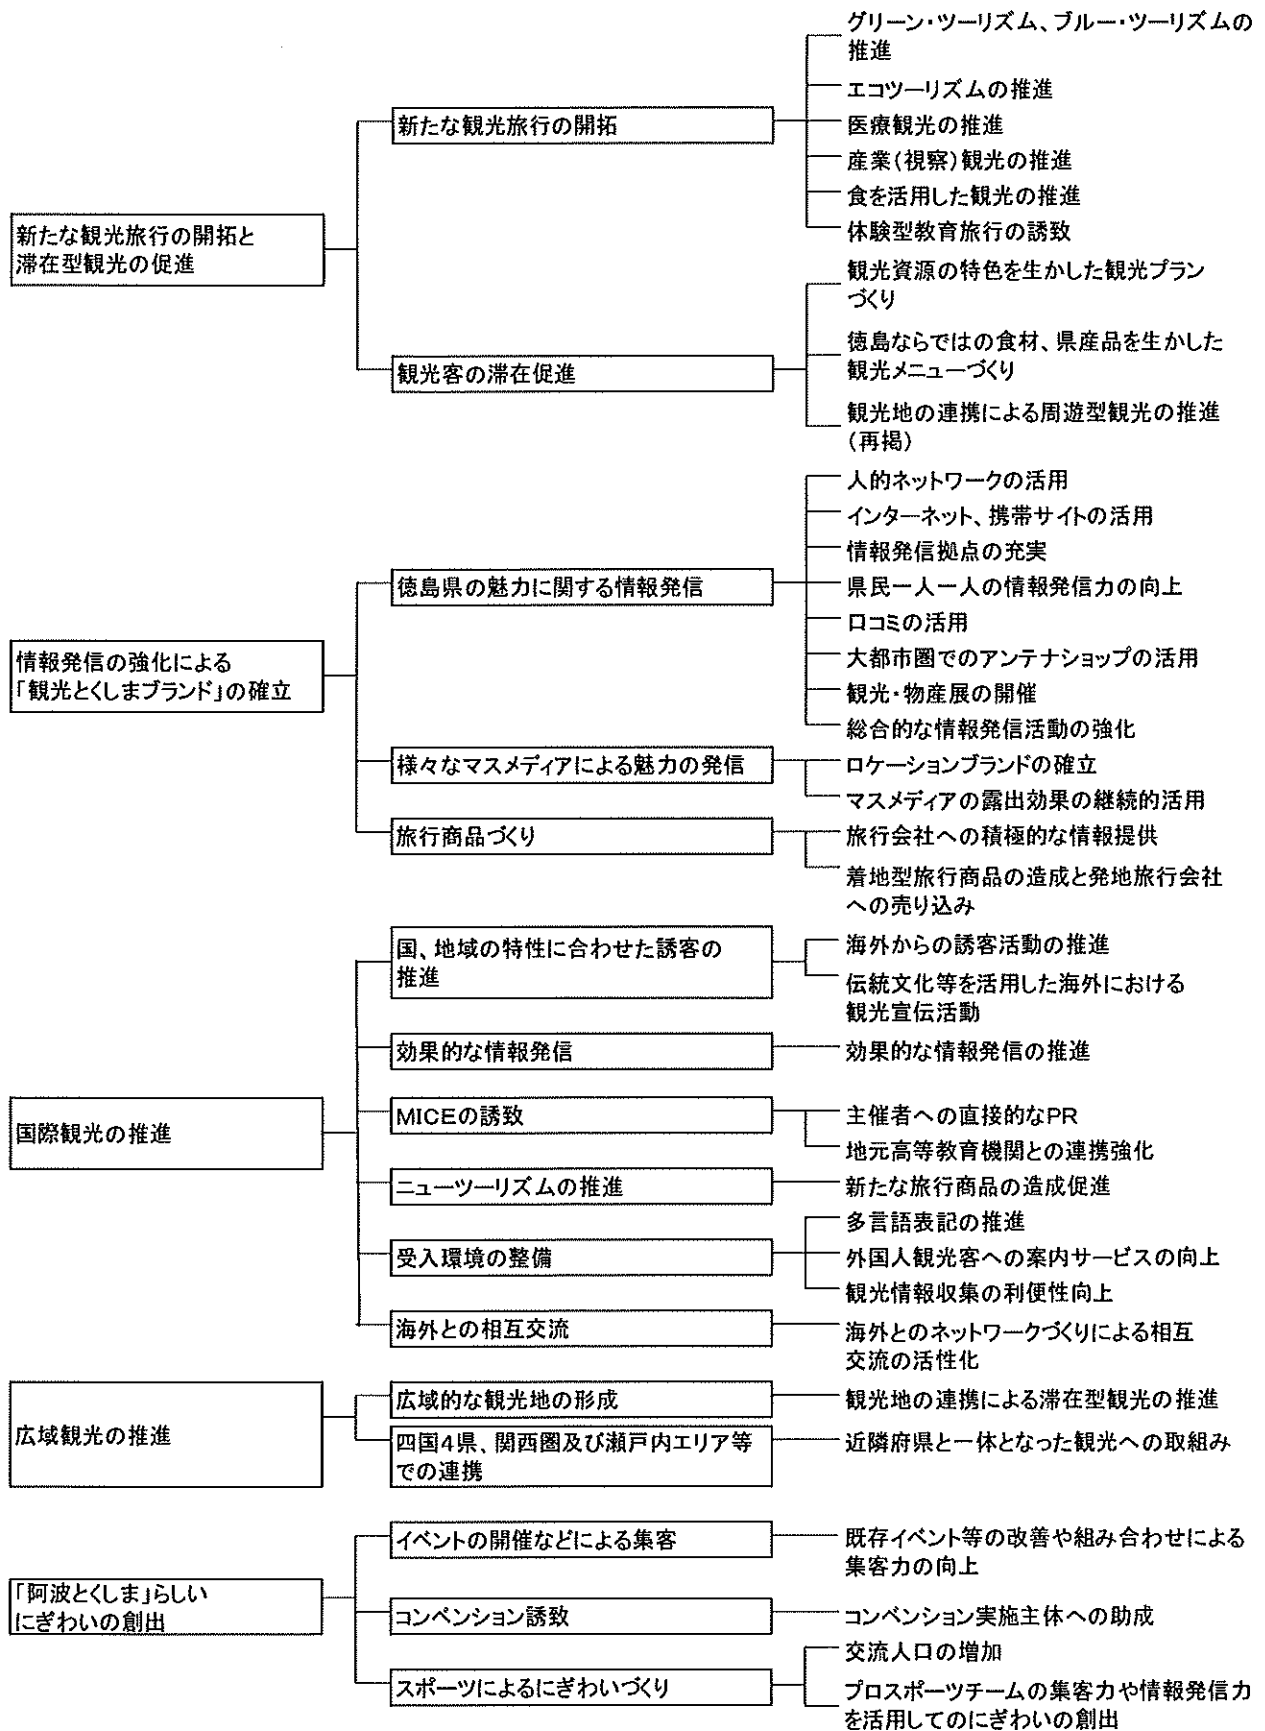 新たな観光旅行の開拓と
滞在型観光の促進
新たな観光旅行の開拓
グリーン・ツーリズム、ブルー・ツーリズムの
推進
エコツーリズムの推進
医療観光の推進
産業(視察)観光の推進
食を活用した観光の推進
体験型教育旅行の誘致
観光客の滞在促進
観光資源の特色を生かした観光プラン
づくり
徳島ならではの食材、県産品を生かした
観光メニューづくり
観光地の連携による周遊型観光の推進
(再掲)
情報発信の強化による
「観光とくしまブランド」の確立
徳島県の魅力に関する情報発信
人的ネットワークの活用
インターネット、携帯サイトの活用
情報発信拠点の充実
県民一人一人の情報発信力の向上
口コミの活用
大都市圏でのアンテナショップの活用
観光・物産展の開催
総合的な情報発信活動の強化
様々なマスメディアによる魅力の発信
ロケーションブランドの確立
マスメディアの露出効果の継続的活用
旅行商品づくり
旅行会社への積極的な情報提供
着地型旅行商品の造成と発地旅行会社
への売り込み
国際観光の推進
国、地域の特性に合わせた誘客の
推進
海外からの誘客活動の推進
伝統文化等を活用した海外における
観光宣伝活動
効果的な情報発信
効果的な情報発信の推進
MICEの誘致
主催者への直接的なPR
地元高等教育機関との連携強化
ニューツーリズムの推進
新たな旅行商品の造成促進
受入環境の整備
多言語表記の推進
外国人観光客への案内サービスの向上
観光情報収集の利便性向上
海外との相互交流
海外とのネットワークづくりによる相互
交流の活性化
広域観光の推進
広域的な観光地の形成
観光地の連携による滞在型観光の推進
四国4県、関西圏及び瀬戸内エリア等
での連携
近隣府県と一体となった観光への取組み
「阿波とくしま」らしい
にぎわいの創出
イベントの開催などによる集客
既存イベント等の改善や組み合わせによる
集客力の向上
コンベンション誘致
コンベンション実施主体への助成
スポーツによるにぎわいづくり
交流人口の増加
プロスポーツチームの集客力や情報発信力
を活用してのにぎわいの創出